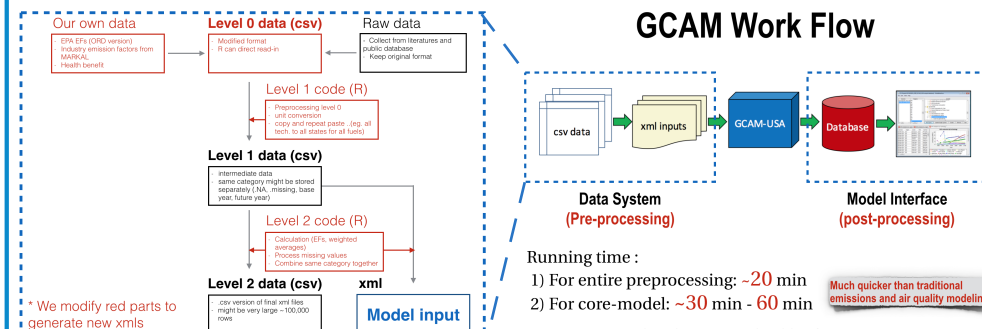 Our own data
- EPA EFs (ORD version)
- Industry emission factors from
MARKAL
- Health benefit
Level 0 data (csv)
- Modified format
- R can direct read-in
Raw data
- Collect from literatures and
public database
- Keep original format
Level 1 code (R)
- Preprocessing level 0
- unit conversion
- copy and repeat paste ..(eg. all
tech. to all states for all fuels)
Level 1 data (csv)
- intermediate data
- same category might be stored
separately (.NA, .missing, base
year, future year)
Level 2 code (R)
- Calculation (EFs, weighted
averages)
- Process missing values
- Combine same category together
Level 2 data (csv)
- .csv version of final xml files
- might be very large ~100,000
rows
xml
Model input
* We modify red parts to
generate new xmls
GCAM Work Flow
csv data
xml inputs
GCAM-USA
Database
Data System
(Pre-processing)
Model Interface
(post-processing)
Running time :
1) For entire preprocessing: ~20 min
2) For core-model: ~30 min - 60 min
Much quicker than traditional
emissions and air quality modelin